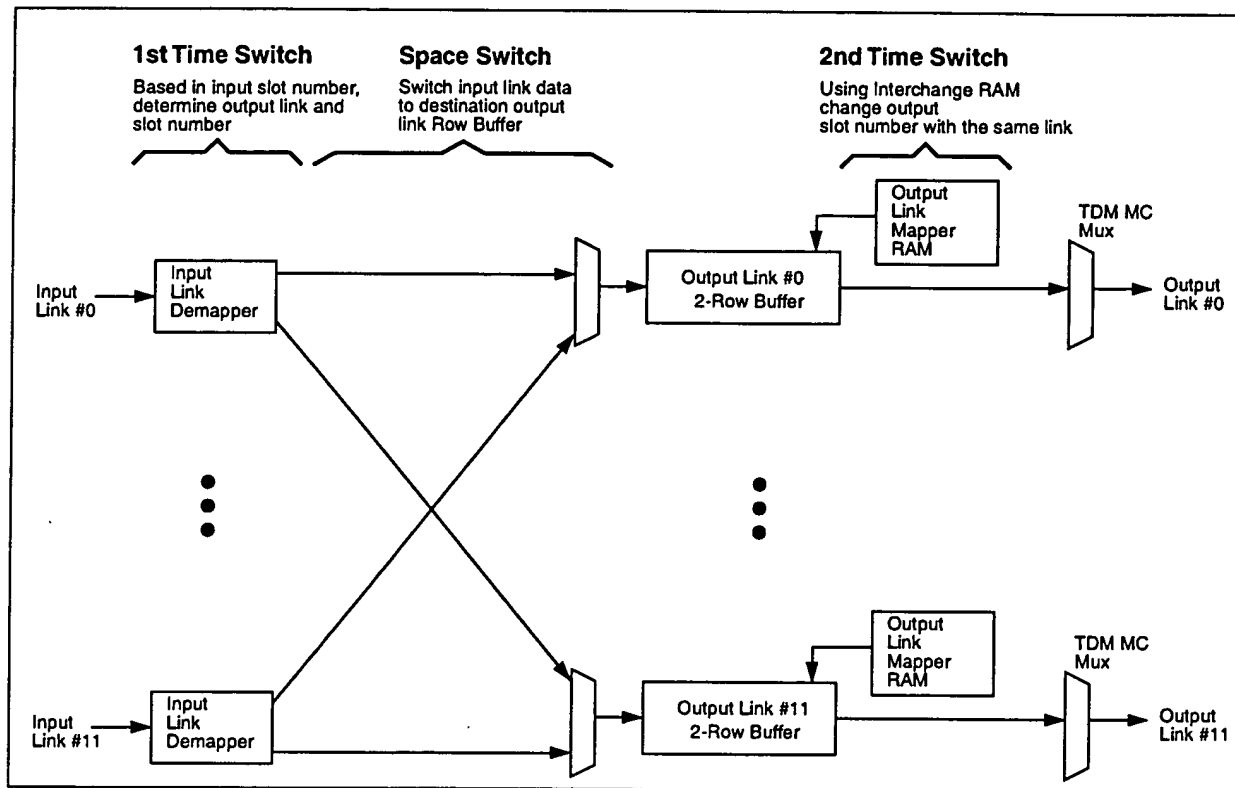 1st Time Switch
Based in input slot number,
determine output link and
slot number
Space Switch
Switch input link data
to destination output
link Row Buffer
2nd Time Switch
Using Interchange RAM
change output
slot number with the same link
Output
Link
Mapper
RAM
TDM MC
Mux
Input
Link #0
Input
Link
Demapper
Output Link #0
2-Row Buffer
Output
Link #0
Output
Link
Mapper
RAM
TDM MC
Mux
Input
Link #11
Input
Link
Demapper
Output Link #11
2-Row Buffer
Output
Link #11